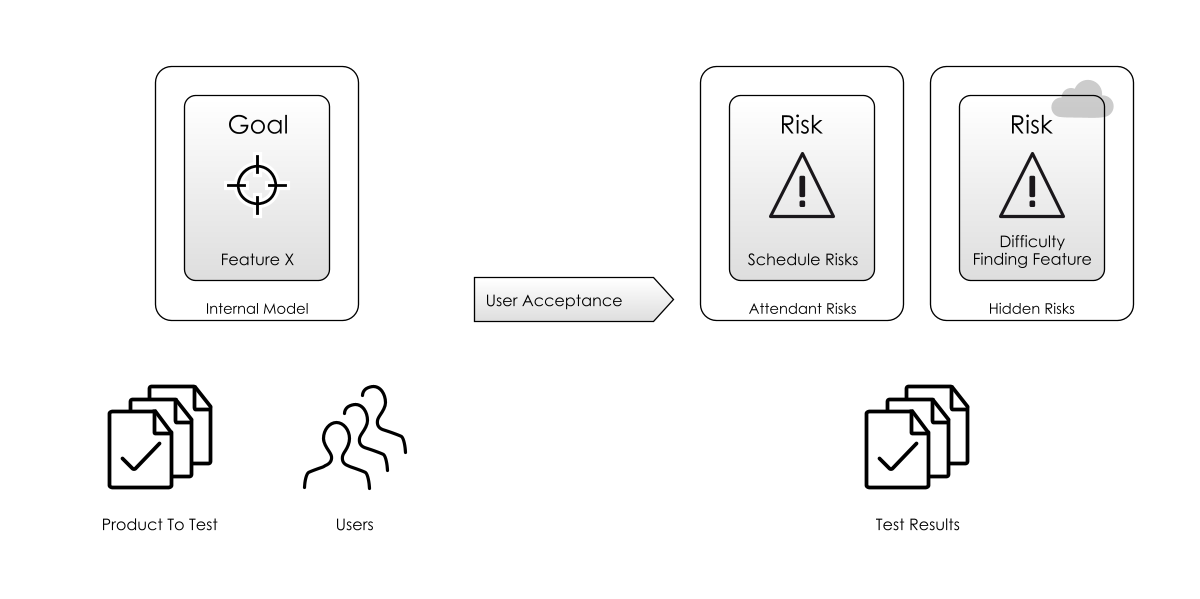 Goal
Feature X
Internal Model
User Acceptance
Risk
Schedule Risks
Attendant Risks
Risk
Difficulty
Finding Feature
Hidden Risks
Product To Test
Users
Test Results